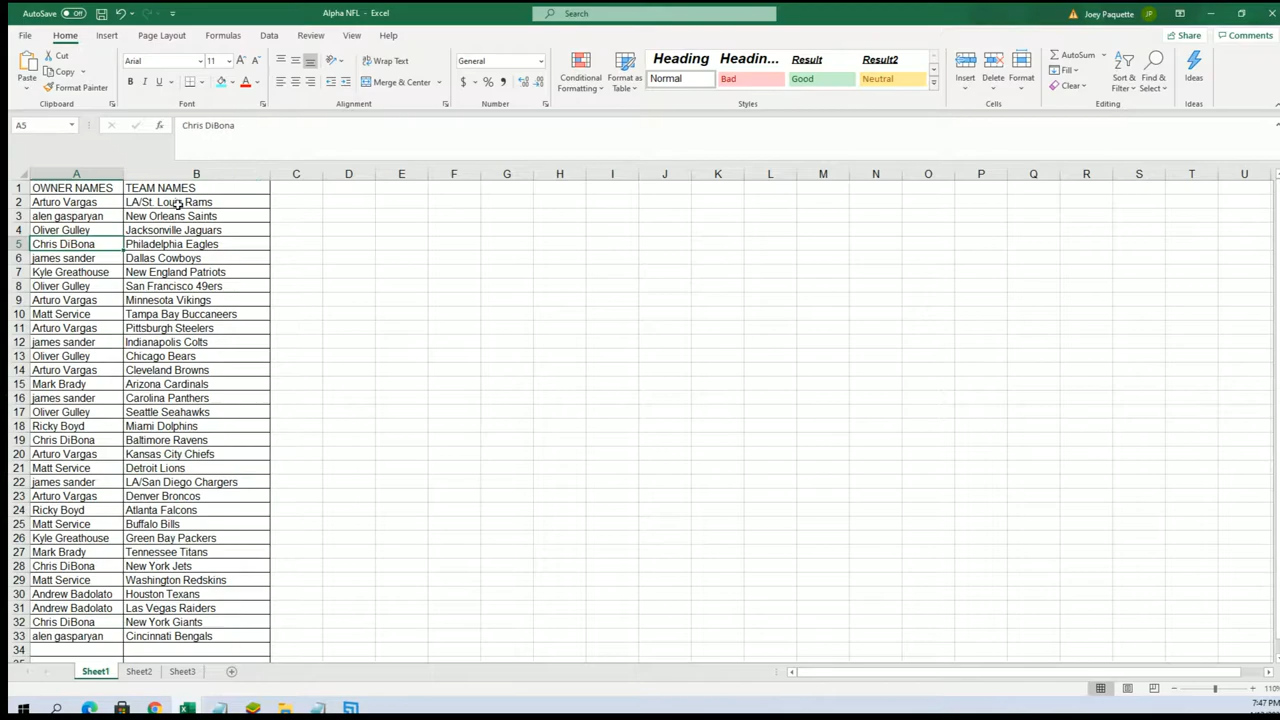 AutoSave Off Alpha NFL - Excel Search Joey Paquette JP
File Home Insert Page Layout Formulas Data Review View Help Share Comments
Paste Cut Copy Format Painter Clipboard
Arial 11 B I U Font
Wrap Text Merge & Center Alignment
General $ % Number
Conditional Formatting Format as Table
Heading Headin... Result Result2
Normal Bad Good Neutral Styles
Insert Delete Format Cells
AutoSum Fill Clear Sort & Filter Find & Select Editing
Ideas Ideas
A5 fx Chris DiBona
A B C D E F G H I J K L M N O P Q R S T U
1 OWNER NAMES TEAM NAMES
2 Arturo Vargas LA/St. Louis Rams
3 alen gasparyan New Orleans Saints
4 Oliver Gulley Jacksonville Jaguars
5 Chris DiBona Philadelphia Eagles
6 james sander Dallas Cowboys
7 Kyle Greathouse New England Patriots
8 Oliver Gulley San Francisco 49ers
9 Arturo Vargas Minnesota Vikings
10 Matt Service Tampa Bay Buccaneers
11 Arturo Vargas Pittsburgh Steelers
12 james sander Indianapolis Colts
13 Oliver Gulley Chicago Bears
14 Arturo Vargas Cleveland Browns
15 Mark Brady Arizona Cardinals
16 james sander Carolina Panthers
17 Oliver Gulley Seattle Seahawks
18 Ricky Boyd Miami Dolphins
19 Chris DiBona Baltimore Ravens
20 Arturo Vargas Kansas City Chiefs
21 Matt Service Detroit Lions
22 james sander LA/San Diego Chargers
23 Arturo Vargas Denver Broncos
24 Ricky Boyd Atlanta Falcons
25 Matt Service Buffalo Bills
26 Kyle Greathouse Green Bay Packers
27 Mark Brady Tennessee Titans
28 Chris DiBona New York Jets
29 Matt Service Washington Redskins
30 Andrew Badolato Houston Texans
31 Andrew Badolato Las Vegas Raiders
32 Chris DiBona New York Giants
33 alen gasparyan Cincinnati Bengals
34
Sheet1 Sheet2 Sheet3
7:47 PM